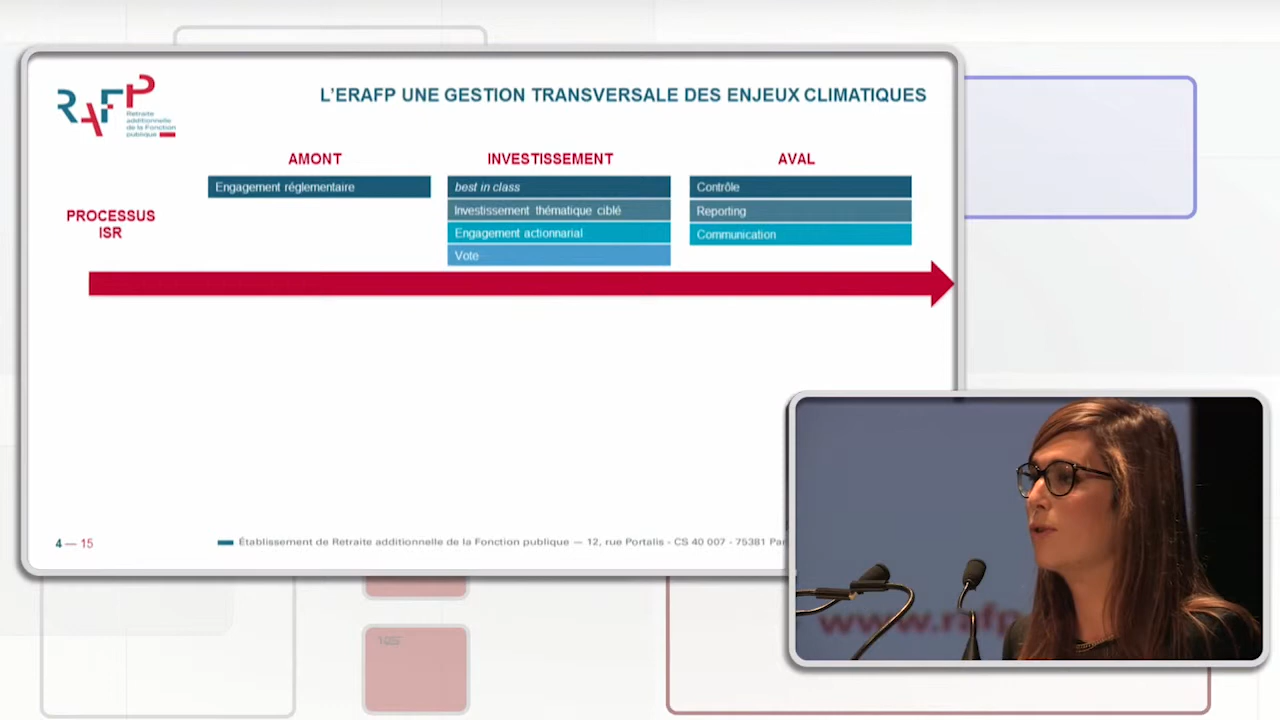 RAFP
Retraite
additionnelle
de la Fonction
publique
L'ERAFP UNE GESTION TRANSVERSALE DES ENJEUX CLIMATIQUES
AMONT
INVESTISSEMENT
AVAL
PROCESSUS
ISR
Engagement réglementaire
best in class
Investissement thématique ciblé
Engagement actionnarial
Vote
Contrôle
Reporting
Communication
4 — 15
Établissement de Retraite additionnelle de la Fonction publique — 12, rue Portalis - CS 40 007 - 75381 Par
www.rafp